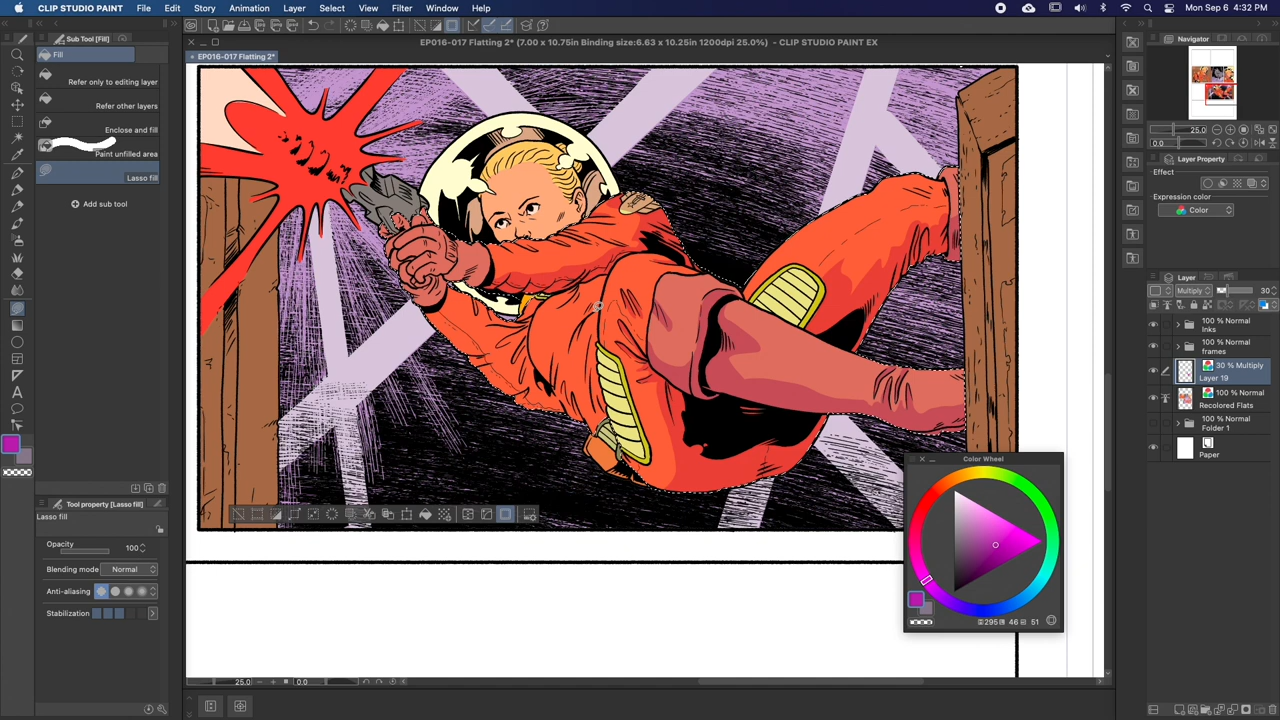 CLIP STUDIO PAINT File Edit Story Animation Layer Select View Filter Window Help Mon Sep 6 4:32 PM
EP016-017 Flatting 2* (7.00 x 10.75in Binding size:6.63 x 10.25in 1200dpi 25.0%) - CLIP STUDIO PAINT EX
EP016-017 Flatting 2*
Sub Tool [Fill]
Fill
Refer only to editing layer
Refer other layers
Enclose and fill
Paint unfilled area
Lasso fill
Add sub tool
Tool property [Lasso fill]
Lasso fill
Opacity 100
Blending mode Normal
Anti-aliasing
Stabilization
25.0 0.0
Color Wheel
295 46 51
Navigator
25.0
0.0
Layer Property
Effect
Expression color
Color
Layer
Multiply 30
100 % Normal
Inks
100 % Normal
frames
30 % Multiply
Layer 19
100 % Normal
Recolored Flats
100 % Normal
Folder 1
Paper